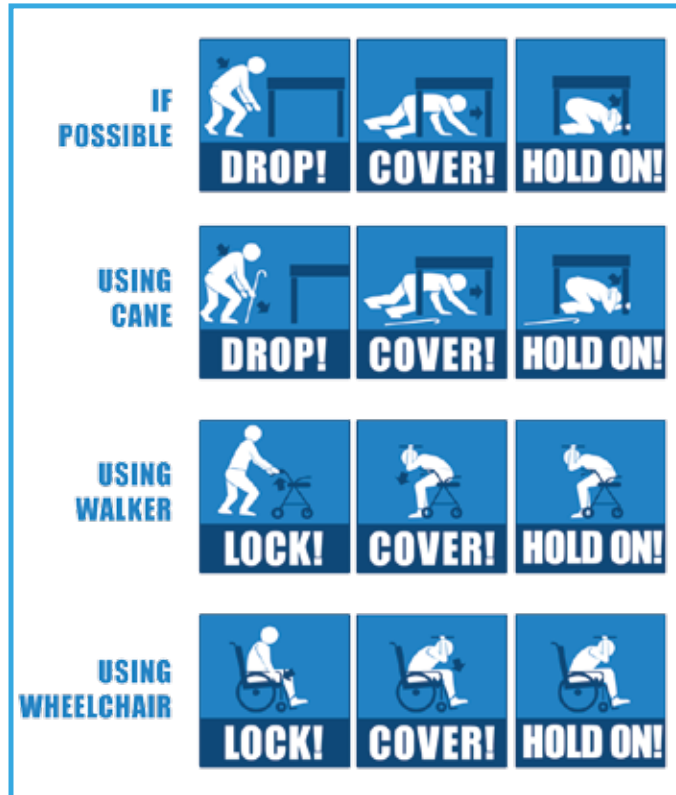 IF
POSSIBLE
DROP! COVER! HOLD ON!
USING
CANE
DROP! COVER! HOLD ON!
USING
WALKER
LOCK! COVER! HOLD ON!
USING
WHEELCHAIR
LOCK! COVER! HOLD ON!